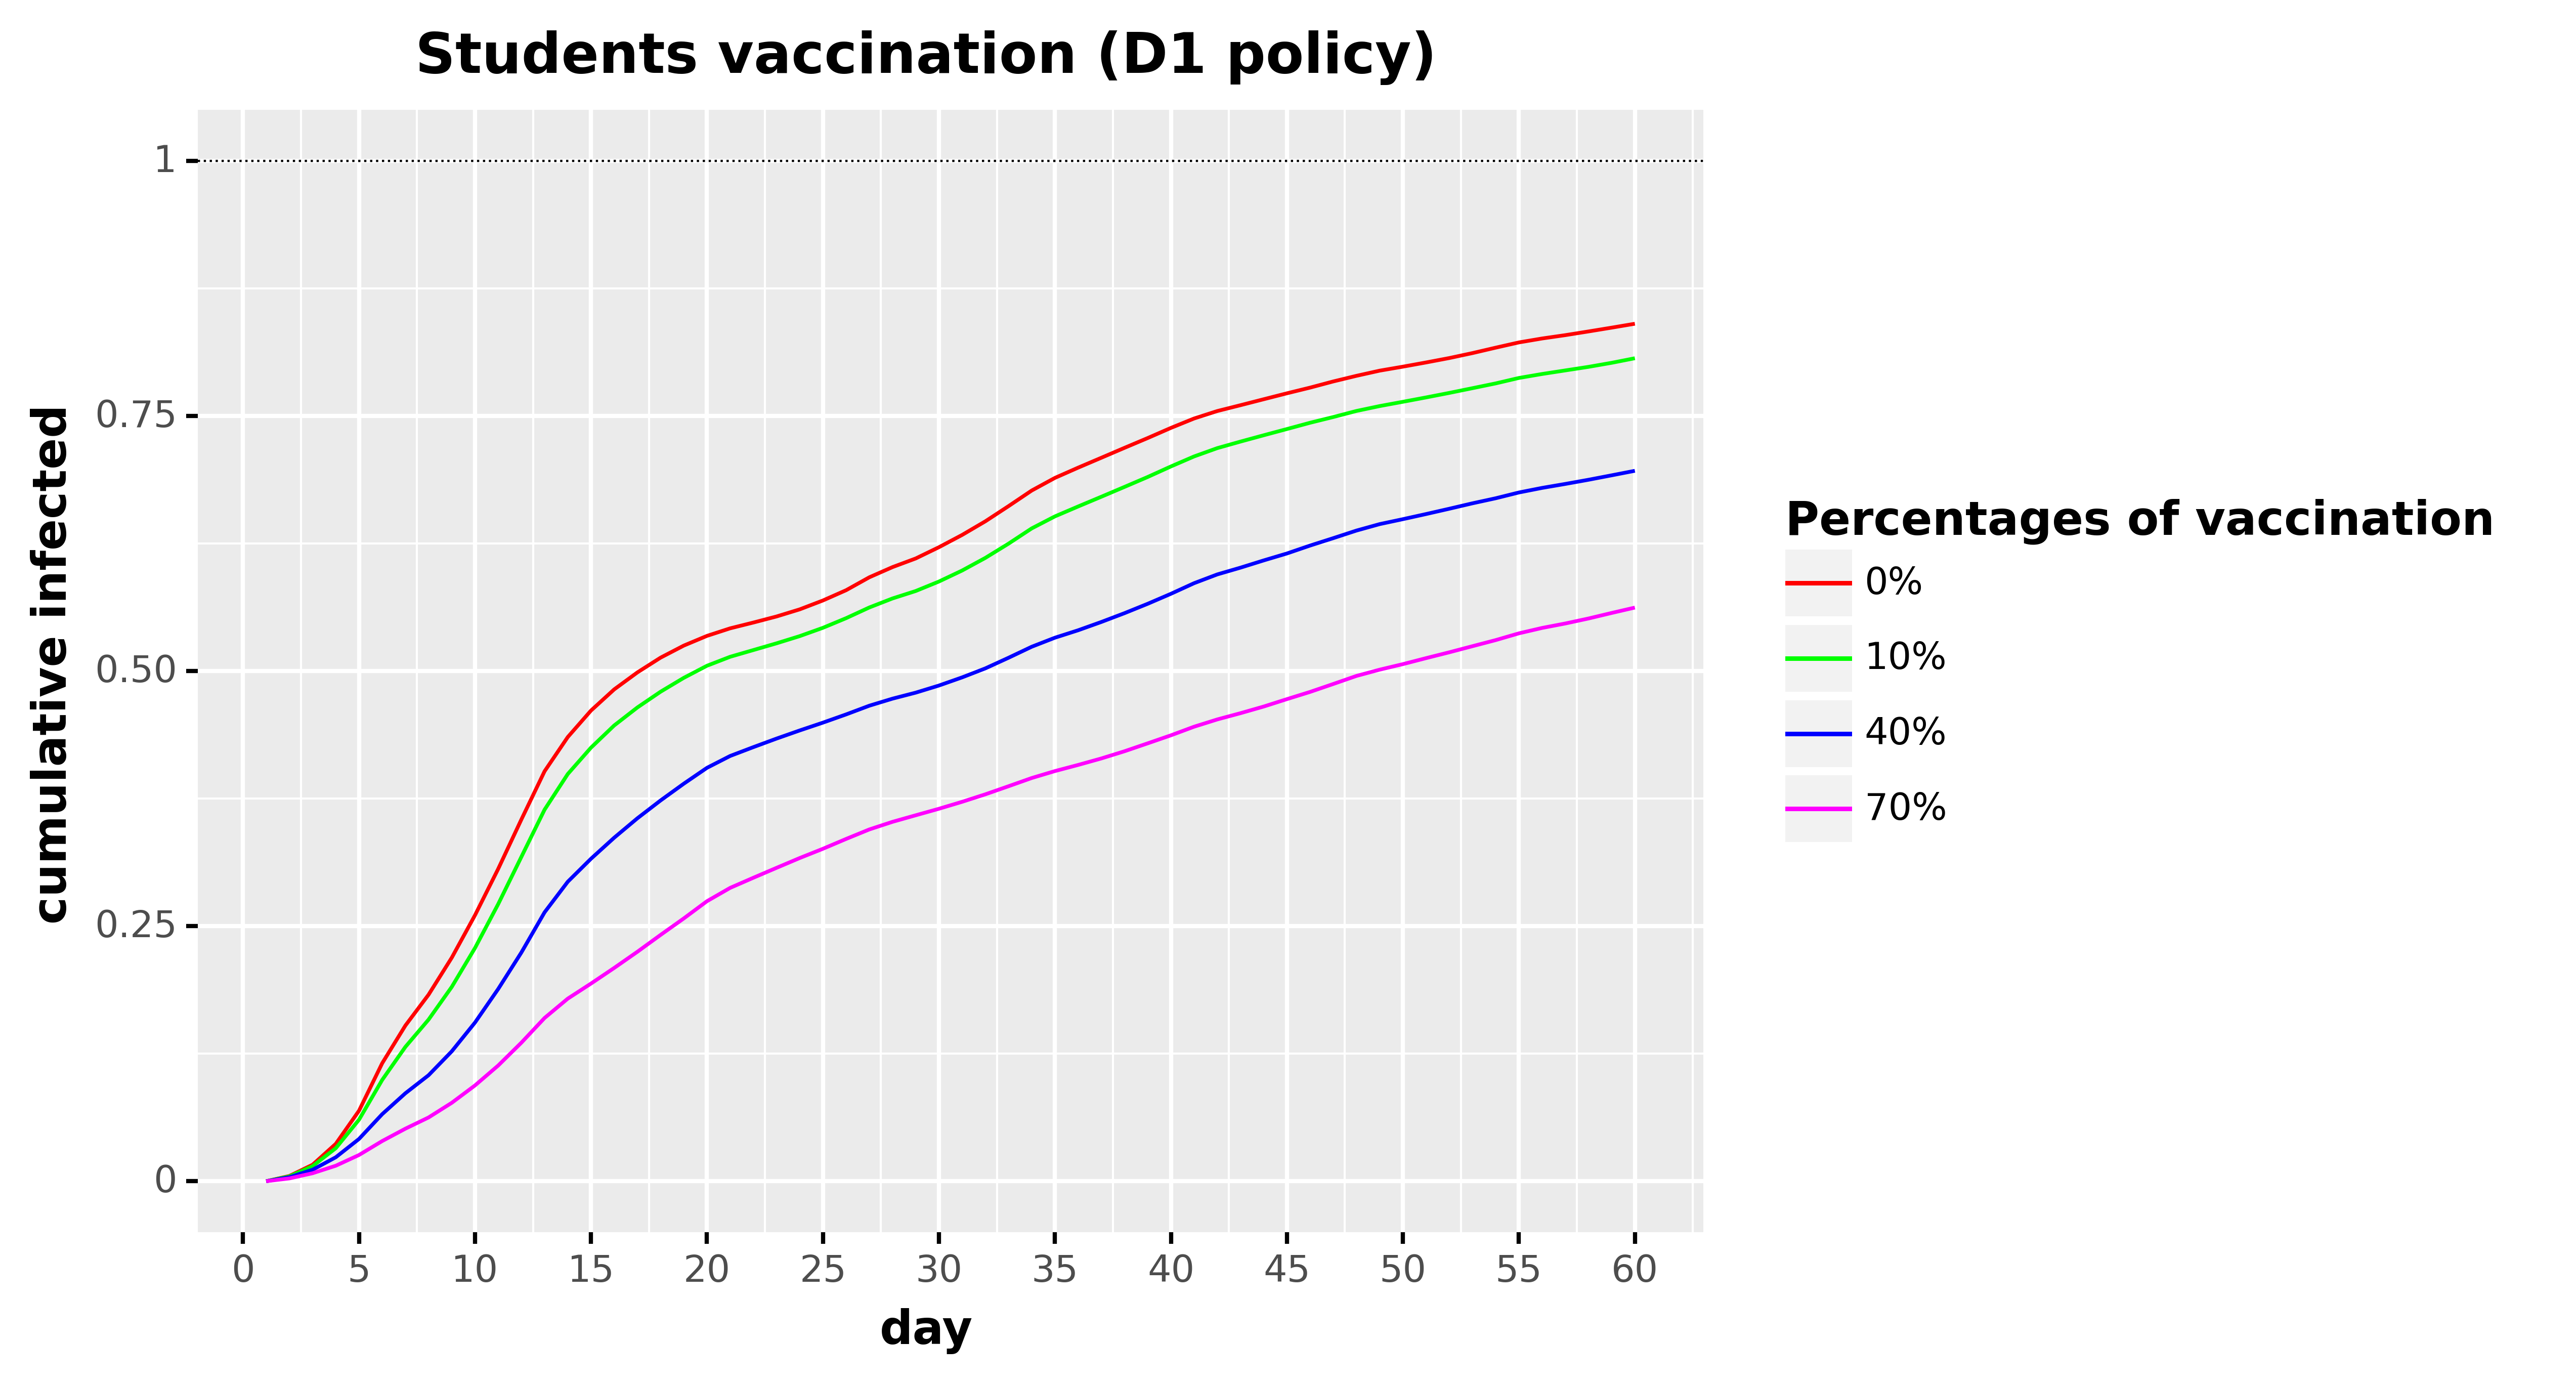 Students vaccination (D1 policy)
cumulative infected
1
0.75
0.50
0.25
0
0 5 10 15 20 25 30 35 40 45 50 55 60
day
Percentages of vaccination
0%
10%
40%
70%